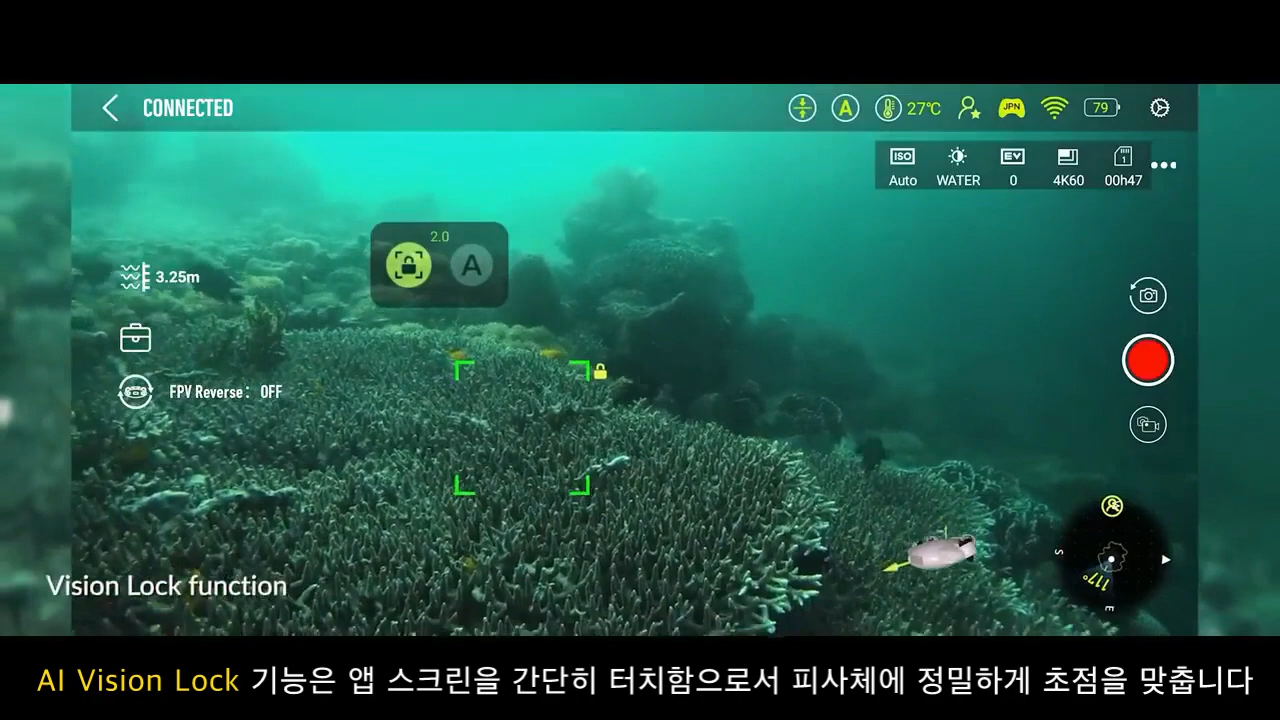 CONNECTED
A 27℃ JPN 79
ISO EV 1
Auto WATER 0 4K60 00h47
2.0
A
3.25m
FPV Reverse: OFF
S
117°
E
Vision Lock function
AI Vision Lock 기능은 앱 스크린을 간단히 터치함으로서 피사체에 정밀하게 초점을 맞춥니다